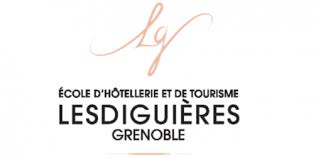 Lg
ÉCOLE D'HÔTELLERIE ET DE TOURISME
LESDIGUIÈRES
GRENOBLE